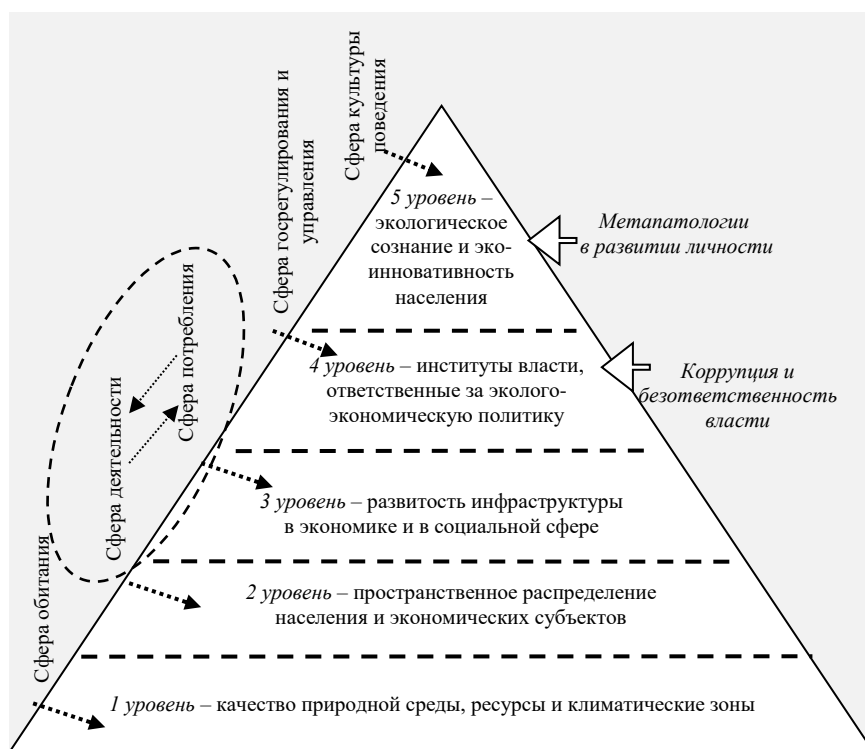 Сфера культуры
поведения
Сфера госрегулирования и
управления
Сфера потребления
Сфера деятельности
Сфера обитания
5 уровень –
экологическое
сознание и эко-
инновативность
населения
Метапатологии
в развитии личности
4 уровень – институты власти,
ответственные за эколого-
экономическую политику
Коррупция и
безответственность
власти
3 уровень – развитость инфраструктуры
в экономике и в социальной сфере
2 уровень – пространственное распределение
населения и экономических субъектов
1 уровень – качество природной среды, ресурсы и климатические зоны